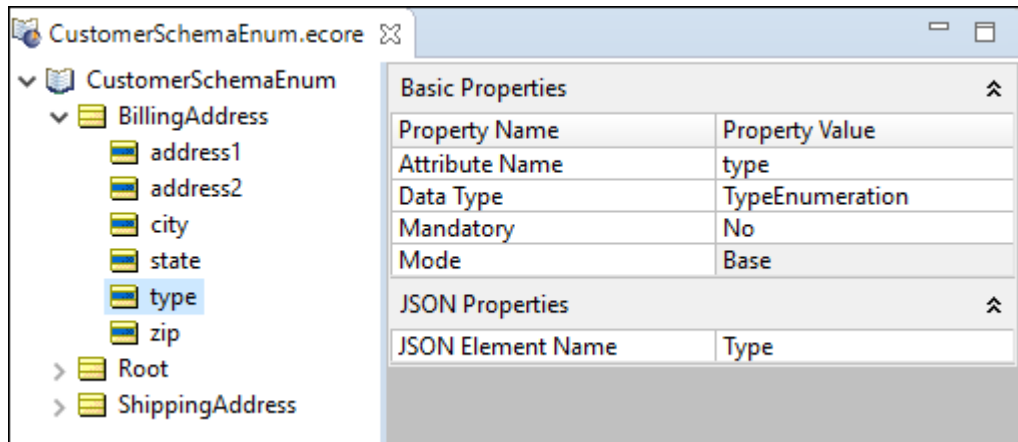 CustomerSchemaEnum.ecore
CustomerSchemaEnum
BillingAddress
address1
address2
city
state
type
zip
Root
ShippingAddress
Basic Properties
Property Name Property Value
Attribute Name type
Data Type TypeEnumeration
Mandatory No
Mode Base
JSON Properties
JSON Element Name Type